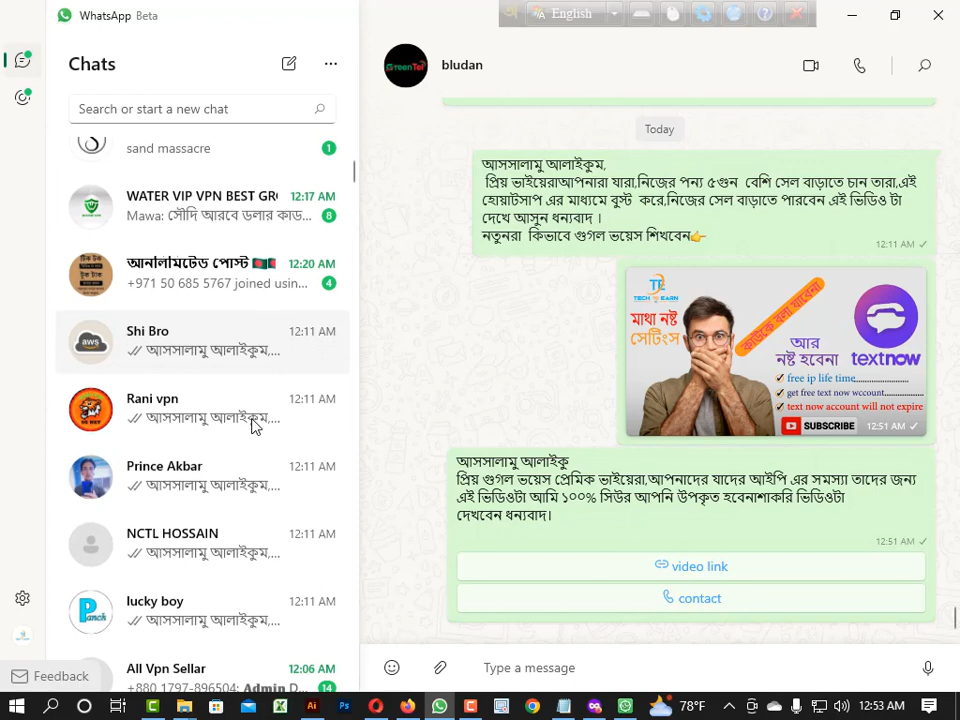 WhatsApp Beta
English
Chats
Search or start a new chat
sand massacre
1
WATER VIP VPN BEST GR
12:17 AM
Mawa: সৌদি আরবে ডলার কাড...
8
আনলিমিটেড পোস্ট 🇧🇩🇧🇩
12:20 AM
+971 50 685 5767 joined usin...
4
Shi Bro
12:11 AM
আসসালামু আলাইকুম,...
Rani vpn
12:11 AM
আসসালামু আলাইকুম,...
Prince Akbar
12:11 AM
আসসালামু আলাইকুম,...
NCTL HOSSAIN
12:11 AM
আসসালামু আলাইকুম,...
lucky boy
12:11 AM
আসসালামু আলাইকুম,...
All Vpn Sellar
12:06 AM
+880 1797-896504: Admin D...
14
Feedback
aws
Panch
GreenTel
bludan
Today
আসসালামু আলাইকুম,
প্রিয় ভাইয়েরাআপনারা যারা,নিজের পন্য ৫গুন বেশি সেল বাড়াতে চান তারা,এই
হোয়াটসাপ এর মাধ্যমে বুস্ট করে,নিজের সেল বাড়াতে পারবেন এই ভিডিও টা
দেখে আসুন ধন্যবাদ ।
নতুনরা কিভাবে গুগল ভয়েস শিখবেন👉
12:11 AM
TECH TO EARN
মাথা নষ্ট
সেটিংস
কাউকে বলা যাবেনা
আর
নষ্ট হবেনা
textnow
free ip life time
get free text now wccount
text now account will not expire
SUBSCRIBE
12:51 AM
আসসালামু আলাইকু
প্রিয় গুগল ভয়েস প্রেমিক ভাইয়েরা,আপনাদের যাদের আইপি এর সমস্যা তাদের জন্য
এই ভিডিওটা আমি ১০০% সিউর আপনি উপকৃত হবেনাশাকরি ভিডিওটা
দেখবেন ধন্যবাদ।
12:51 AM
video link
contact
Type a message
78°F
12:53 AM